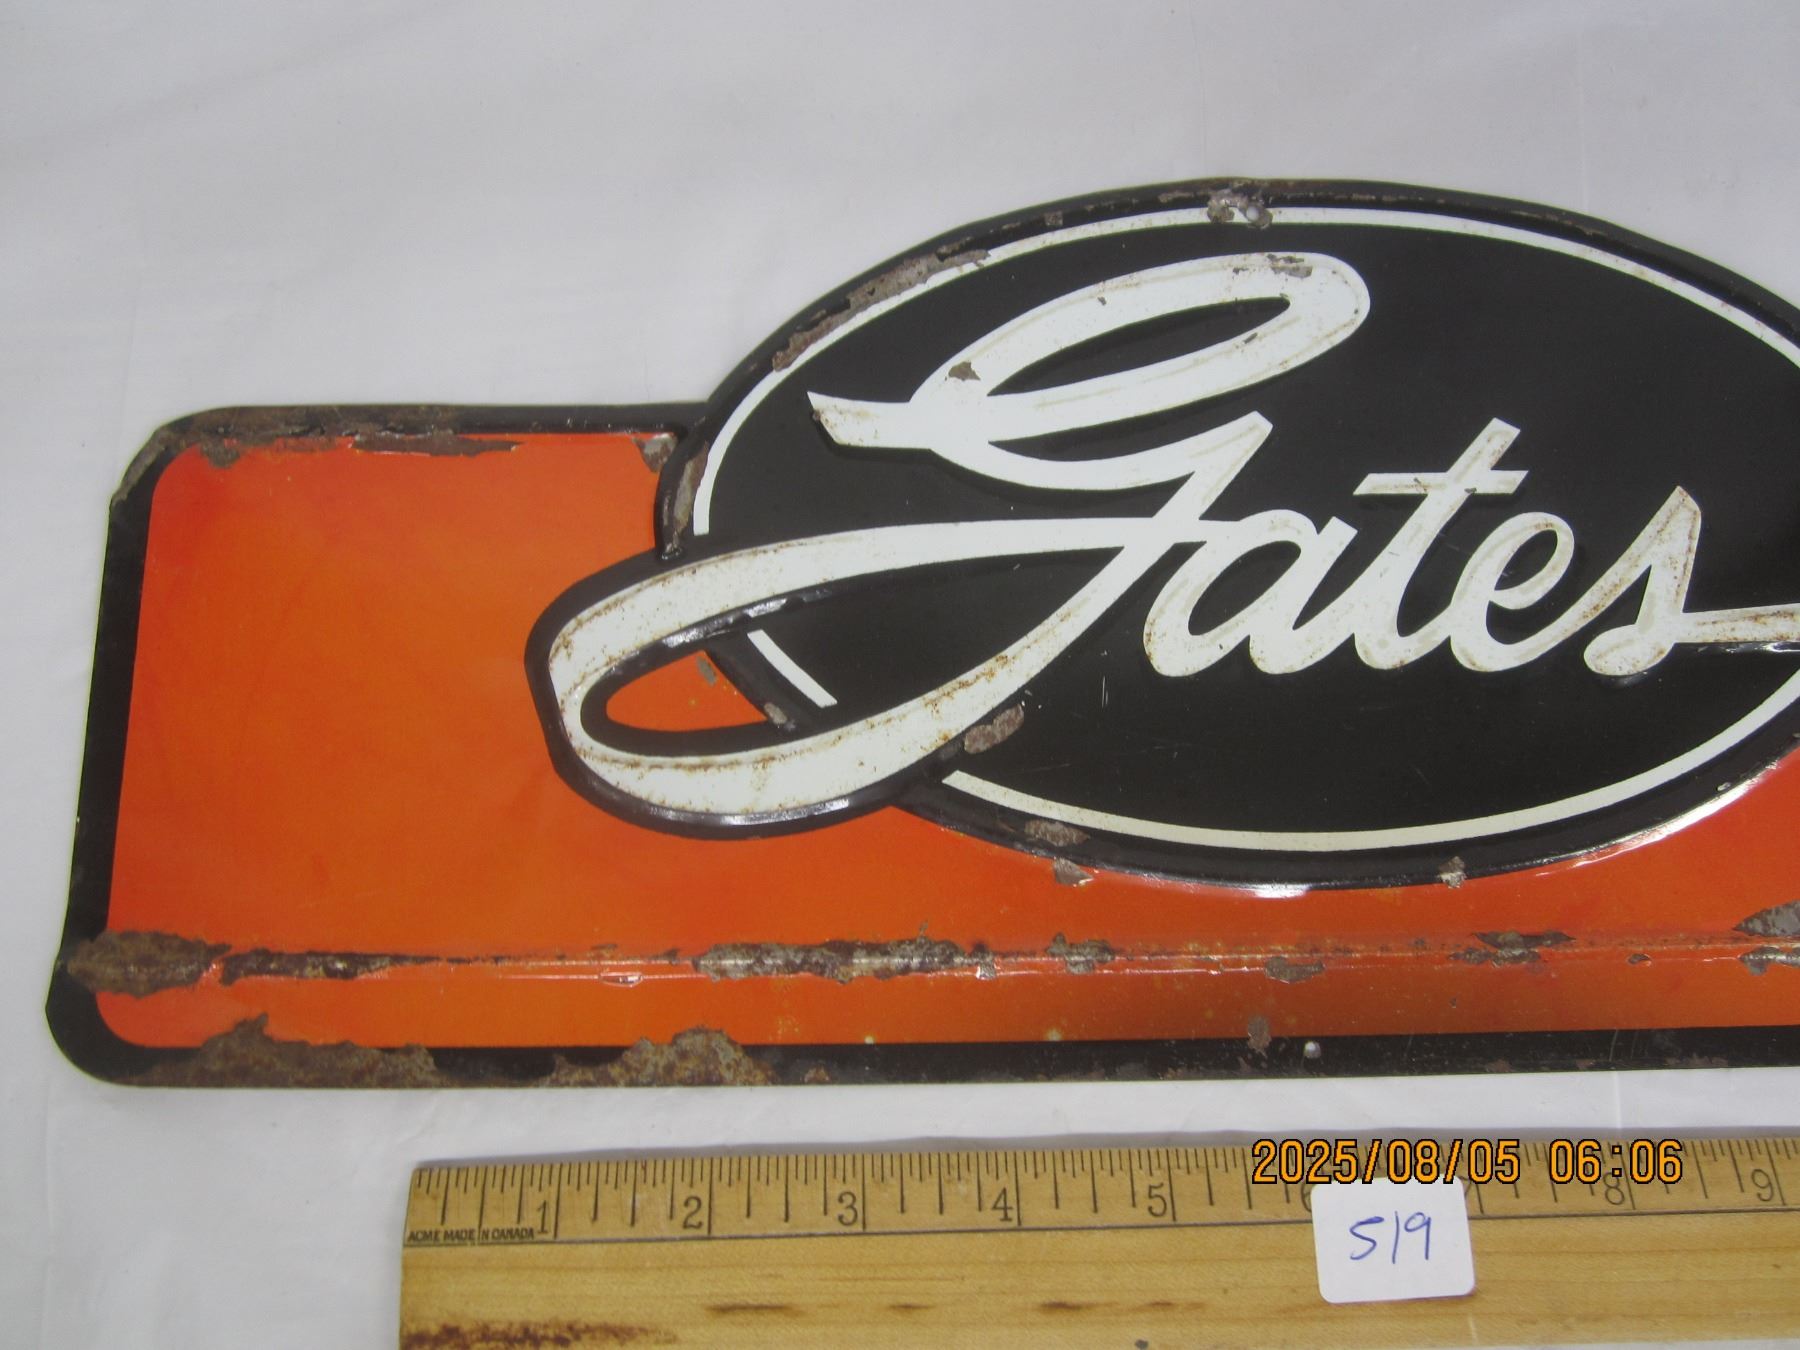 Gates
2025/08/05 06:06
1 2 3 4 5 6 7 8 9
ACME MADE IN CANADA
519